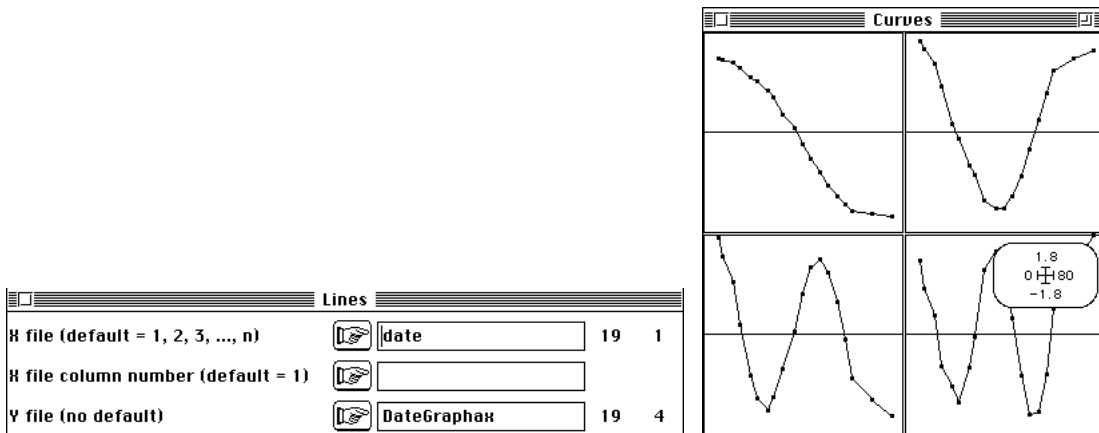 Curves
1.8
0 80
-1.8
Lines
X file (default = 1, 2, 3, ..., n) date 19 1
X file column number (default = 1)
Y file (no default) DateGraphax 19 4